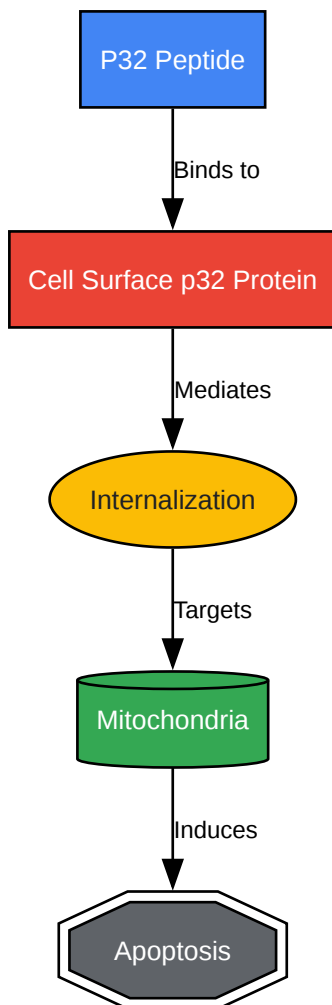 P32 Peptide
Binds to
Cell Surface p32 Protein
Mediates
Internalization
Targets
Mitochondria
Induces
Apoptosis